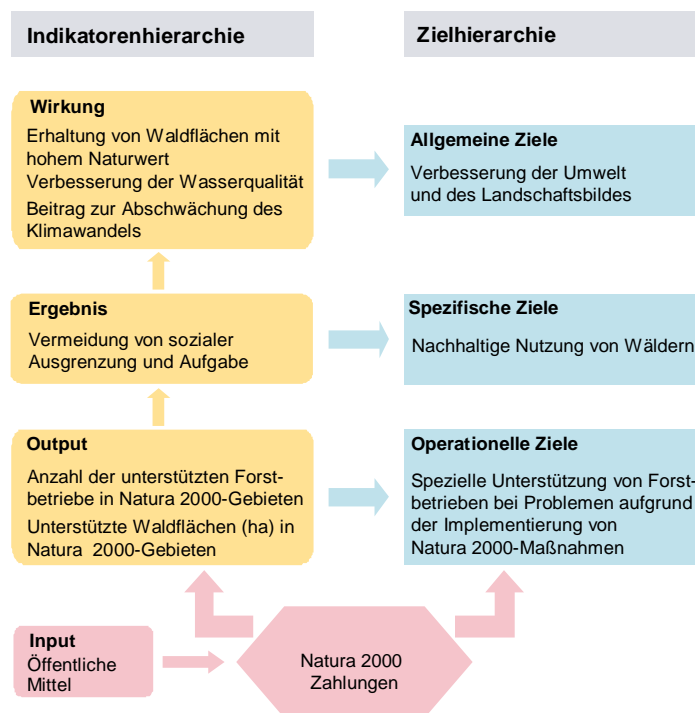 Indikatorenhierarchie
Zielhierarchie
Wirkung
Erhaltung von Waldflächen mit
hohem Naturwert
Verbesserung der Wasserqualität
Beitrag zur Abschwächung des
Klimawandels
Allgemeine Ziele
Verbesserung der Umwelt
und des Landschaftsbildes
Ergebnis
Vermeidung von sozialer
Ausgrenzung und Aufgabe
Spezifische Ziele
Nachhaltige Nutzung von Wäldern
Output
Anzahl der unterstützten Forst-
betriebe in Natura 2000-Gebieten
Unterstützte Waldflächen (ha) in
Natura 2000-Gebieten
Operationelle Ziele
Spezielle Unterstützung von Forst-
betrieben bei Problemen aufgrund
der Implementierung von
Natura 2000-Maßnahmen
Input
Öffentliche
Mittel
Natura 2000
Zahlungen